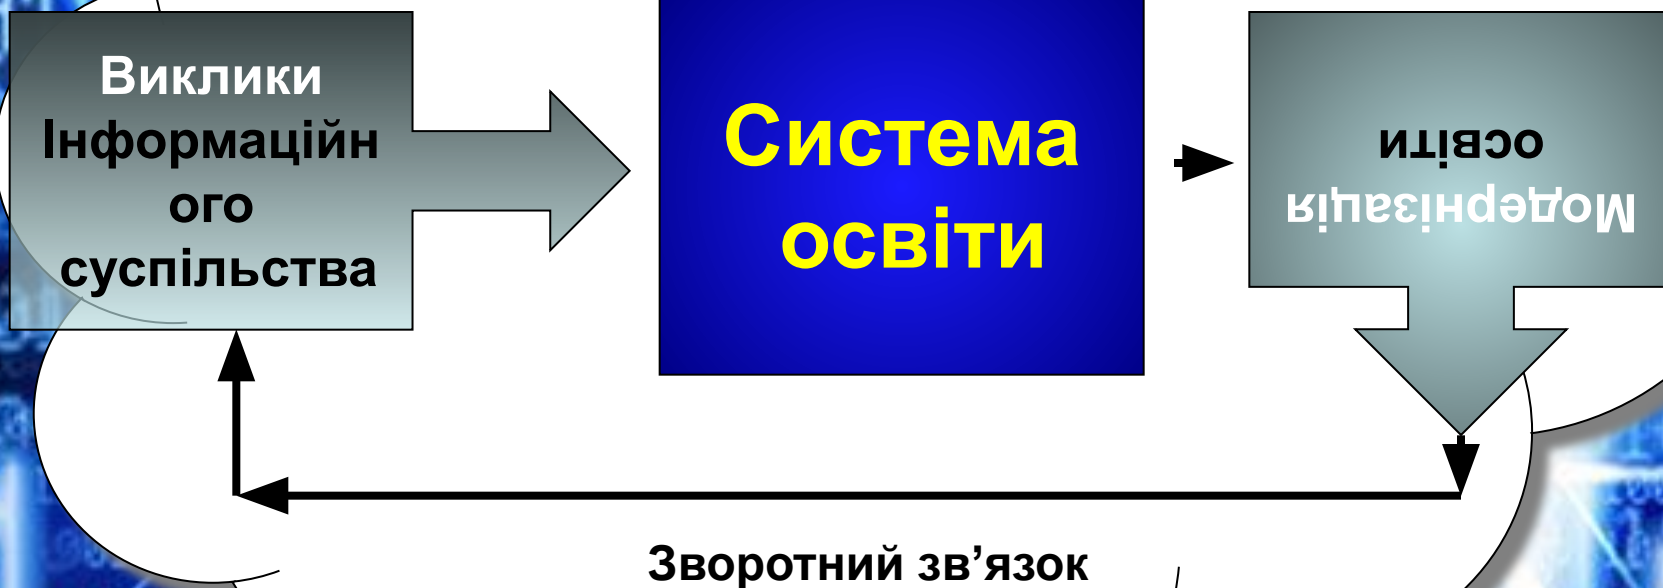 Виклики
Інформаційн
ого
суспільства
Система
освіти
Модернізація
освіти
Зворотний зв’язок